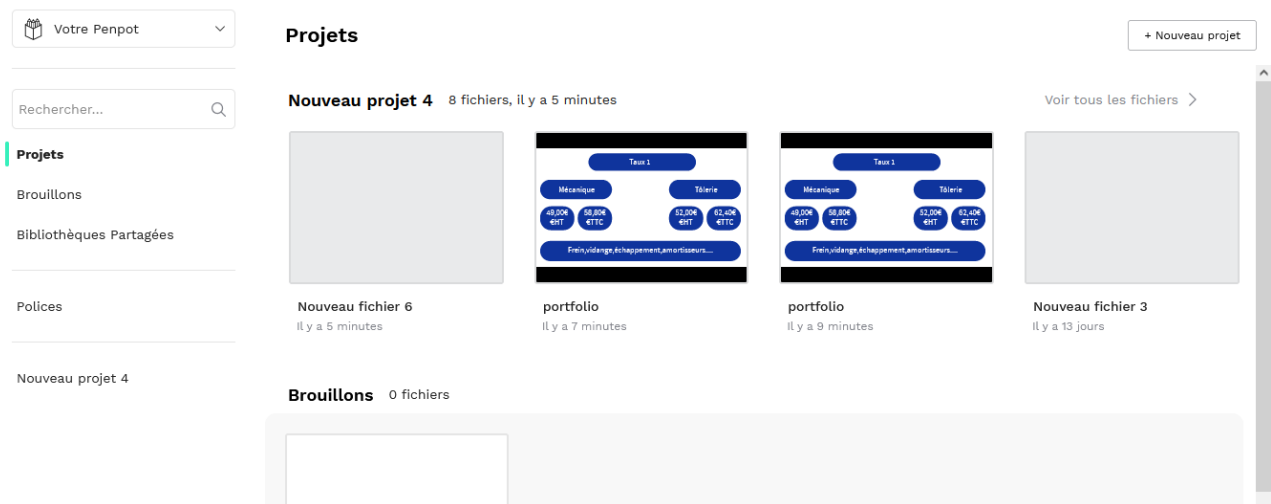 Votre Penpot
Projets
+ Nouveau projet
Rechercher...
Projets
Brouillons
Bibliothèques Partagées
Polices
Nouveau projet 4
Nouveau projet 4 8 fichiers, il y a 5 minutes
Voir tous les fichiers
Taux 1
Mécanique Tôlerie
49,00€ 58,80€ 52,00€ 62,40€
€HT €TTC €HT €TTC
Frein,vidange,échappement,amortisseurs....
Taux 1
Mécanique Tôlerie
49,00€ 58,80€ 52,00€ 62,40€
€HT €TTC €HT €TTC
Frein,vidange,échappement,amortisseurs....
Nouveau fichier 6
Il y a 5 minutes
portfolio
Il y a 7 minutes
portfolio
Il y a 9 minutes
Nouveau fichier 3
Il y a 13 jours
Brouillons 0 fichiers